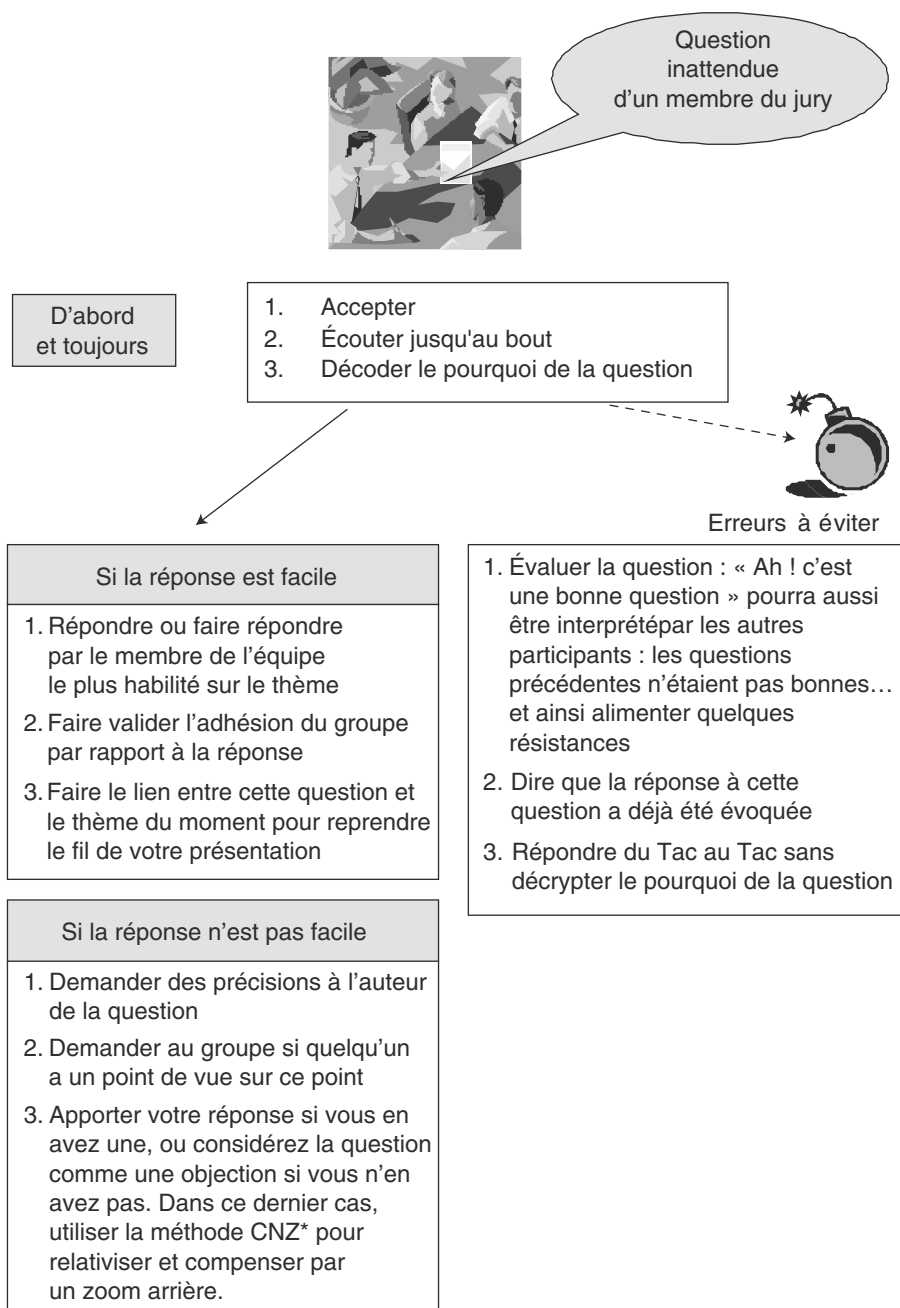 Question
inattendue
d'un membre du jury
D'abord
et toujours
1. Accepter
2. Écouter jusqu'au bout
3. Décoder le pourquoi de la question
Erreurs à éviter
Si la réponse est facile
1. Répondre ou faire répondre
par le membre de l'équipe
le plus habilité sur le thème
2. Faire valider l'adhésion du groupe
par rapport à la réponse
3. Faire le lien entre cette question et
le thème du moment pour reprendre
le fil de votre présentation
1. Évaluer la question : « Ah ! c'est
une bonne question » pourra aussi
être interprétépar les autres
participants : les questions
précédentes n'étaient pas bonnes…
et ainsi alimenter quelques
résistances
2. Dire que la réponse à cette
question a déjà été évoquée
3. Répondre du Tac au Tac sans
décrypter le pourquoi de la question
Si la réponse n'est pas facile
1. Demander des précisions à l'auteur
de la question
2. Demander au groupe si quelqu'un
a un point de vue sur ce point
3. Apporter votre réponse si vous en
avez une, ou considérez la question
comme une objection si vous n'en
avez pas. Dans ce dernier cas,
utiliser la méthode CNZ* pour
relativiser et compenser par
un zoom arrière.